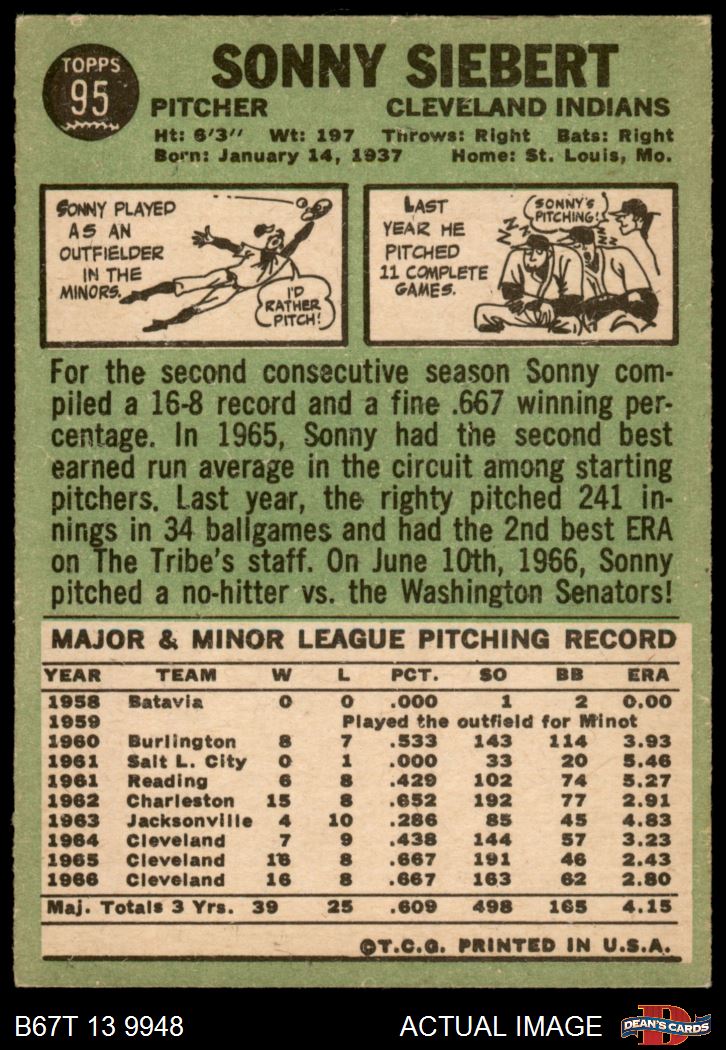 TOPPS
95
SONNY SIEBERT
PITCHER CLEVELAND INDIANS
Ht: 6'3" Wt: 197 Throws: Right Bats: Right
Born: January 14, 1937 Home: St. Louis, Mo.
SONNY PLAYED
AS AN
OUTFIELDER
IN THE
MINORS.
I'D
RATHER
PITCH!
LAST
YEAR HE
PITCHED
11 COMPLETE
GAMES.
ZZZZ
SONNY'S
PITCHING!
ZZ
For the second consecutive season Sonny com-
piled a 16-8 record and a fine .667 winning per-
centage. In 1965, Sonny had the second best
earned run average in the circuit among starting
pitchers. Last year, the righty pitched 241 in-
nings in 34 ballgames and had the 2nd best ERA
on The Tribe's staff. On June 10th, 1966, Sonny
pitched a no-hitter vs. the Washington Senators!
MAJOR & MINOR LEAGUE PITCHING RECORD
YEAR TEAM W L PCT. SO BB ERA
1958 Batavia 0 0 .000 1 2 0.00
1959 Played the outfield for Minot
1960 Burlington 8 7 .533 143 114 3.93
1961 Salt L. City 0 1 .000 33 20 5.46
1961 Reading 6 8 .429 102 74 5.27
1962 Charleston 15 8 .652 192 77 2.91
1963 Jacksonville 4 10 .286 85 45 4.83
1964 Cleveland 7 9 .438 144 57 3.23
1965 Cleveland 16 8 .667 191 46 2.43
1966 Cleveland 16 8 .667 163 62 2.80
Maj. Totals 3 Yrs. 39 25 .609 498 165 4.15
©T.C.G. PRINTED IN U.S.A.
B67T 13 9948 ACTUAL IMAGE
D
DEAN'S CARDS